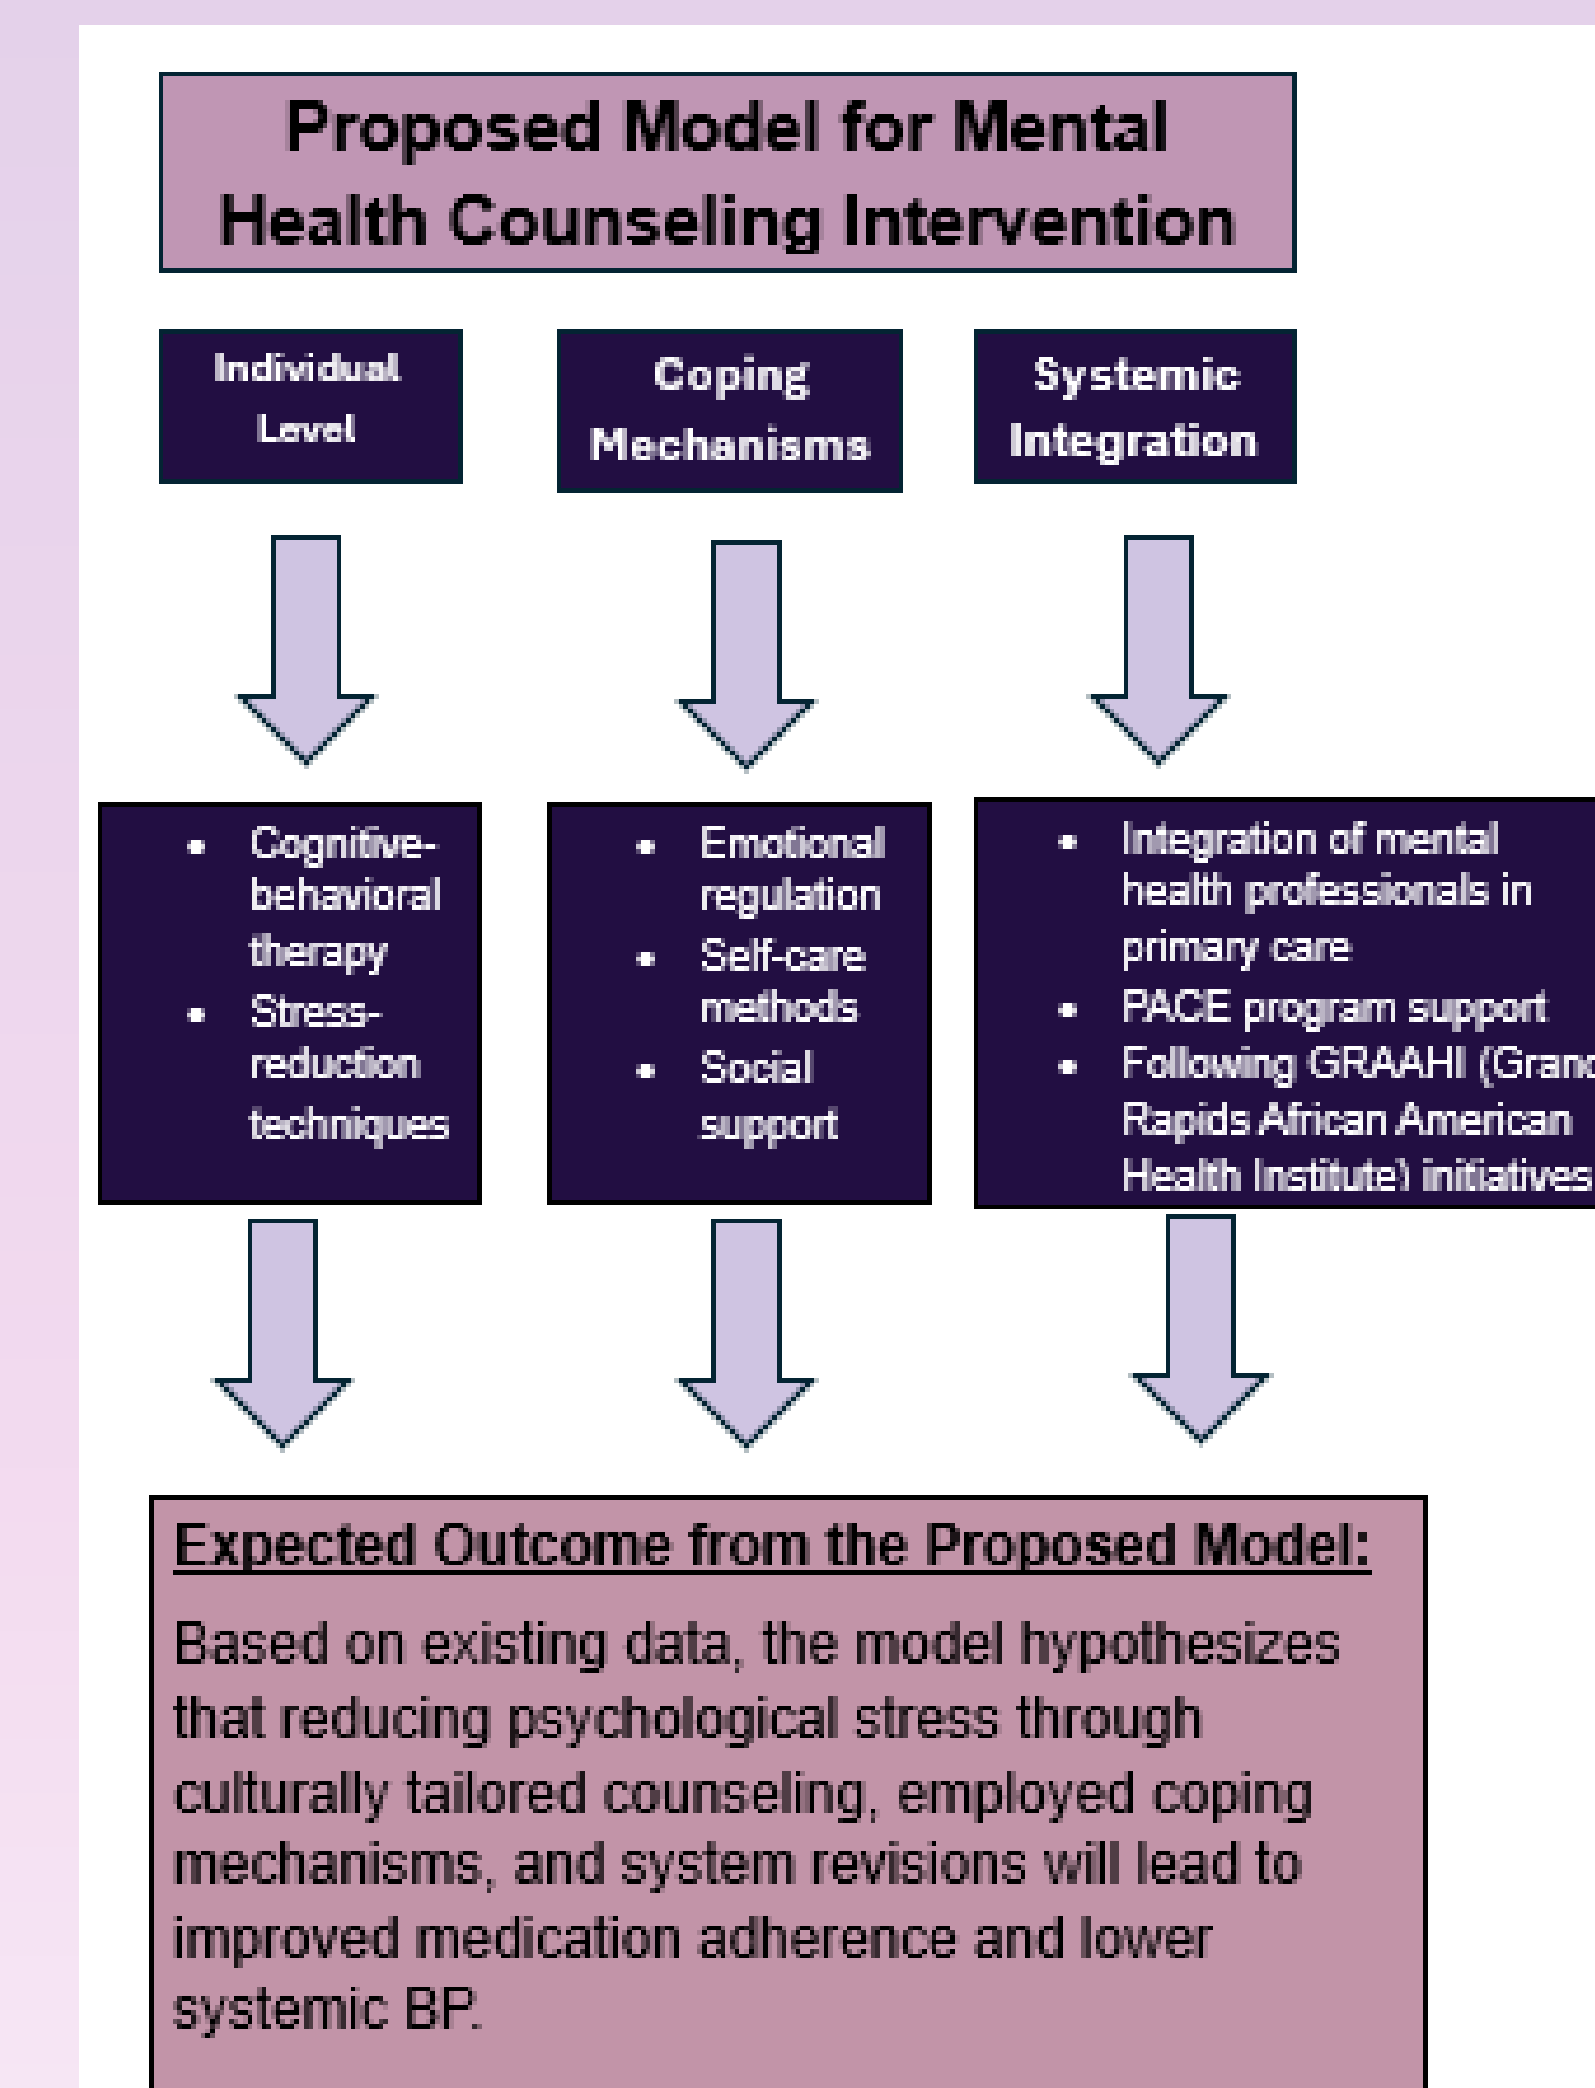 Proposed Model for Mental
Health Counseling Intervention
Individual
Level
Coping
Mechanisms
Systemic
Integration
• Cognitive-
behavioral
therapy
• Stress-
reduction
techniques
• Emotional
regulation
• Self-care
methods
• Social
support
• Integration of mental
health professionals in
primary care
• PACE program support
• Following GRAAHI (Grand
Rapids African American
Health Institute) initiatives
Expected Outcome from the Proposed Model:
Based on existing data, the model hypothesizes
that reducing psychological stress through
culturally tailored counseling, employed coping
mechanisms, and system revisions will lead to
improved medication adherence and lower
systemic BP.